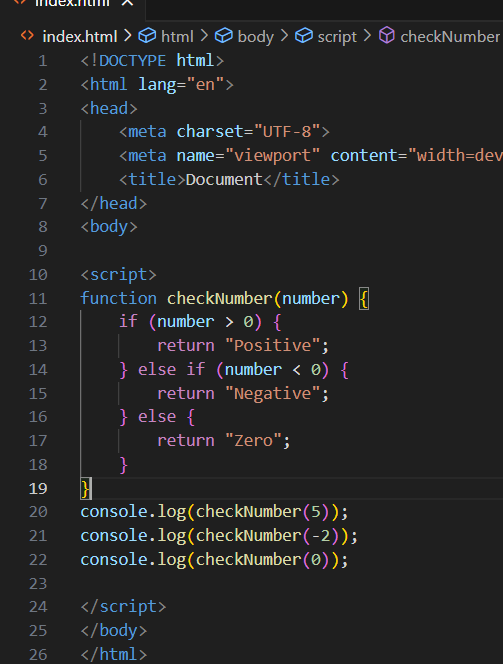 index.html
index.html > html > body > script > checkNumber
1 <!DOCTYPE html>
2 <html lang="en">
3 <head>
4 <meta charset="UTF-8">
5 <meta name="viewport" content="width=dev
6 <title>Document</title>
7 </head>
8 <body>
9
10 <script>
11 function checkNumber(number) {
12 if (number > 0) {
13 return "Positive";
14 } else if (number < 0) {
15 return "Negative";
16 } else {
17 return "Zero";
18 }
19 }
20 console.log(checkNumber(5));
21 console.log(checkNumber(-2));
22 console.log(checkNumber(0));
23
24 </script>
25 </body>
26 </html>